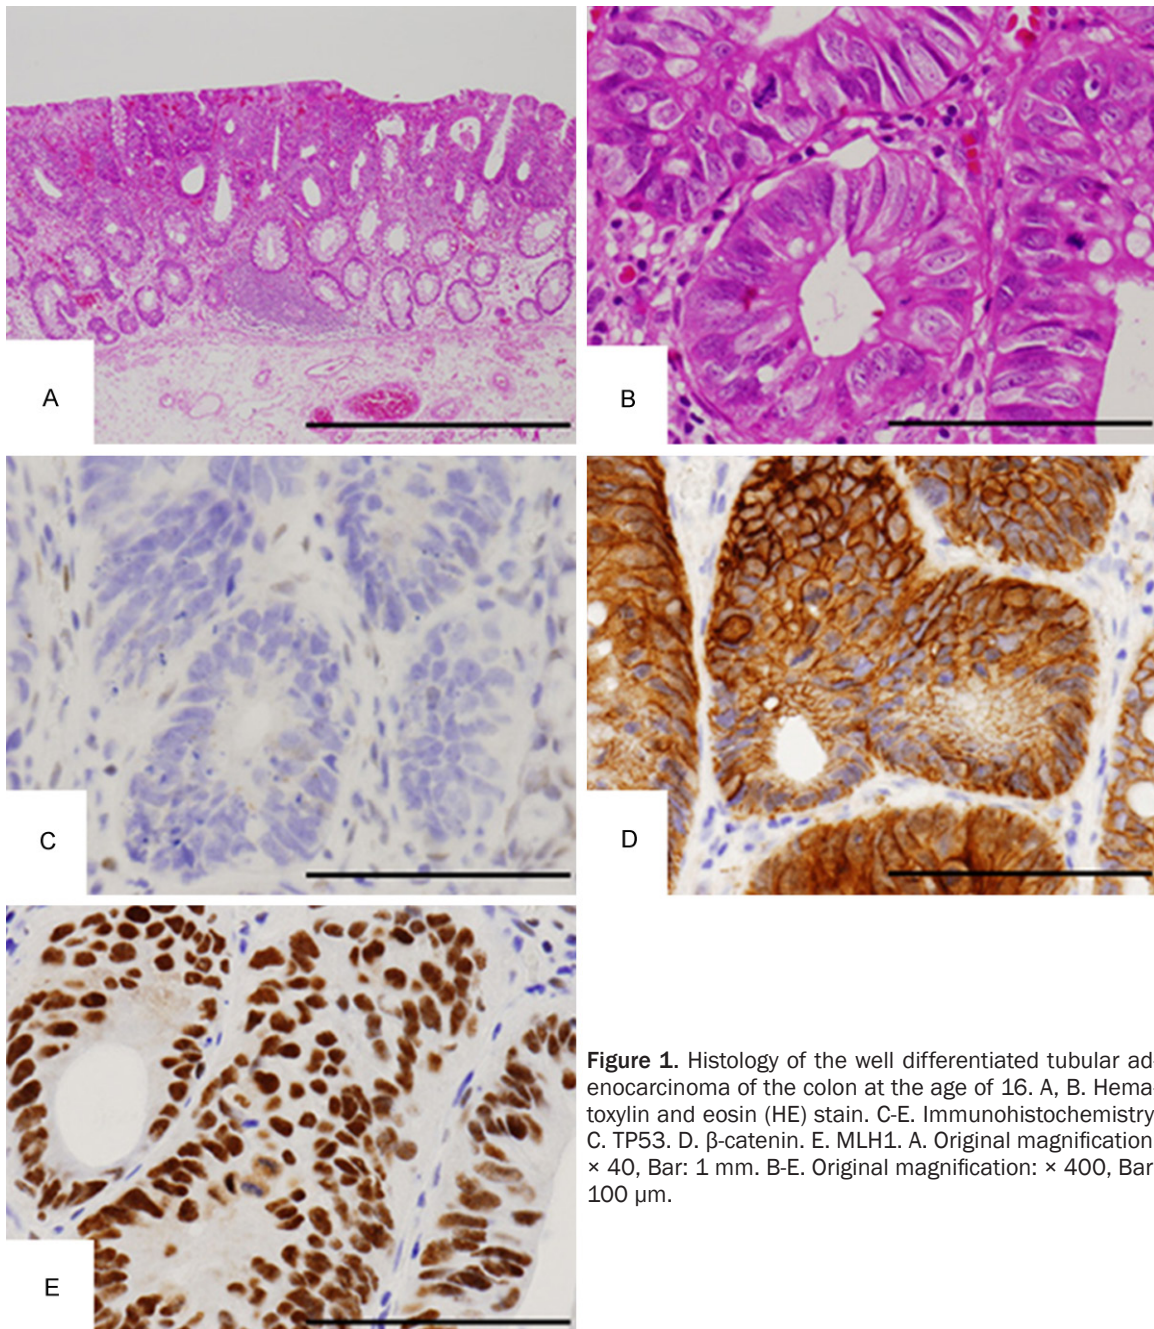 A
B
C
D
E
Figure 1. Histology of the well differentiated tubular ad-
enocarcinoma of the colon at the age of 16. A, B. Hema-
toxylin and eosin (HE) stain. C-E. Immunohistochemistry
C. TP53. D. β-catenin. E. MLH1. A. Original magnification
× 40, Bar: 1 mm. B-E. Original magnification: × 400, Bar
100 µm.